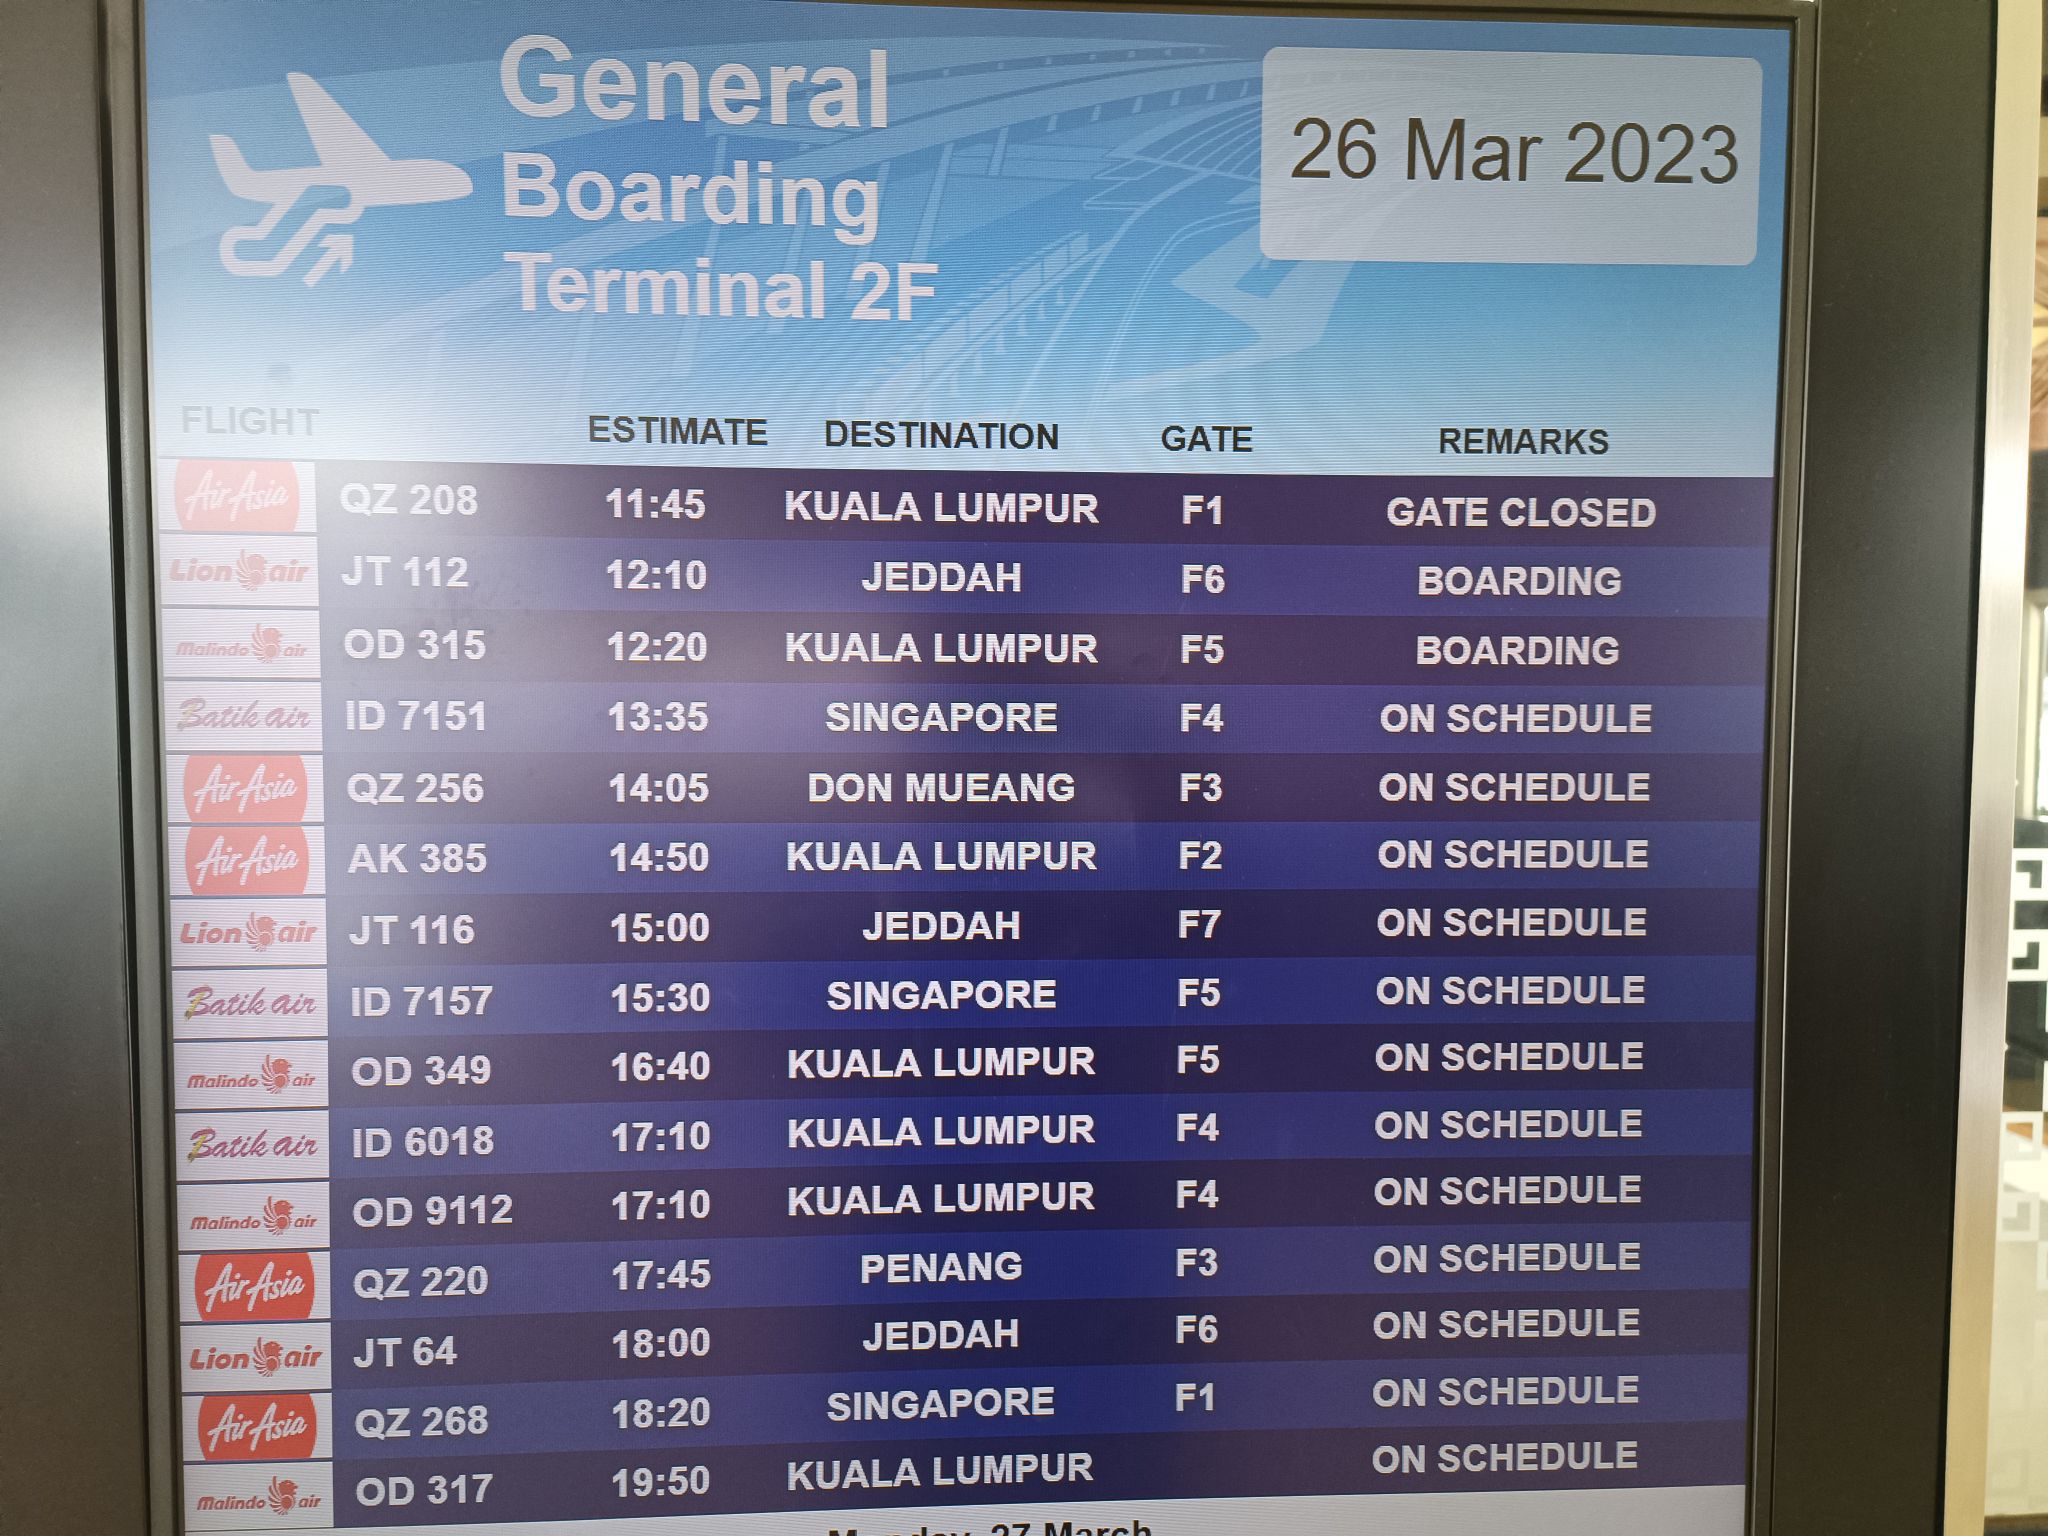 General
Boarding
Terminal 2F
26 Mar 2023
FLIGHT ESTIMATE DESTINATION GATE REMARKS
AirAsia QZ 208 11:45 KUALA LUMPUR F1 GATE CLOSED
Lion air JT 112 12:10 JEDDAH F6 BOARDING
Malindo air OD 315 12:20 KUALA LUMPUR F5 BOARDING
Batik air ID 7151 13:35 SINGAPORE F4 ON SCHEDULE
AirAsia QZ 256 14:05 DON MUEANG F3 ON SCHEDULE
AirAsia AK 385 14:50 KUALA LUMPUR F2 ON SCHEDULE
Lion air JT 116 15:00 JEDDAH F7 ON SCHEDULE
Batik air ID 7157 15:30 SINGAPORE F5 ON SCHEDULE
Malindo air OD 349 16:40 KUALA LUMPUR F5 ON SCHEDULE
Batik air ID 6018 17:10 KUALA LUMPUR F4 ON SCHEDULE
Malindo air OD 9112 17:10 KUALA LUMPUR F4 ON SCHEDULE
AirAsia QZ 220 17:45 PENANG F3 ON SCHEDULE
Lion air JT 64 18:00 JEDDAH F6 ON SCHEDULE
AirAsia QZ 268 18:20 SINGAPORE F1 ON SCHEDULE
Malindo air OD 317 19:50 KUALA LUMPUR ON SCHEDULE
Monday, 27 March